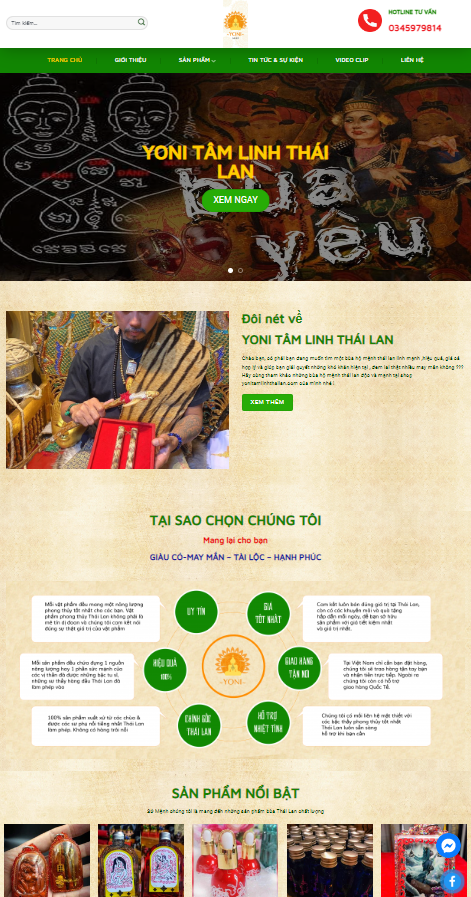 Tìm kiếm...
YONI
HOTLINE TƯ VẤN
0345979814
TRANG CHỦ
GIỚI THIỆU
SẢN PHẨM
TIN TỨC & SỰ KIỆN
VIDEO CLIP
LIÊN HỆ
YONI TÂM LINH THÁI
LAN
XEM NGAY
bùa
yêu
Đôi nét về
YONI TÂM LINH THÁI LAN
Chào bạn, có phải bạn đang muốn tìm một bùa hộ mệnh thái lan linh mạnh ,hiệu quả, giá cả
hợp lý và giúp bạn giải quyết những khó khăn hiện tại , đem lại thật nhiều may mắn không ???
Hãy cùng tham khảo những bùa hộ mệnh thái lan độc và mạnh tại shop
yonitamlinhthailan.com của mình nhé !
XEM THÊM
TẠI SAO CHỌN CHÚNG TÔI
Mang lại cho bạn
GIÀU CÓ-MAY MẮN – TÀI LỘC – HẠNH PHÚC
Mỗi vật phẩm đều mang một năng lượng
phong thủy tốt nhất cho các bạn. Vật
phẩm phong thủy Thái Lan không phải là
mê tín dị đoan và chúng tôi cam kết nói
đúng sự thật giá trị của vật phẩm
UY TÍN
GIÁ
TỐT NHẤT
Cam kết luôn bán đúng giá trị tại Thái Lan,
còn có các khuyến mãi và quà tặng
hấp dẫn mỗi ngày, để bạn sở hữu
sản phẩm với giá tiết kiệm nhất
và giá trị nhất.
Mỗi sản phẩm đều chứa đựng 1 nguồn
năng lượng hay 1 phần sức mạnh của
các vị thần đã được những bậc tu sĩ,
những sư thầy hàng đầu Thái Lan đã
làm phép vào
HIỆU QUẢ
100%
YONI
GIAO HÀNG
TẬN NƠI
Tại Việt Nam chỉ cần bạn đặt hàng,
chúng tôi sẽ trao hàng tận tay bạn
và nhận tiền trực tiếp. Ngoài ra
chúng tôi còn có hỗ trợ
giao hàng Quốc Tế.
100% sản phẩm xuất xứ từ các chùa &
được các sư phụ nổi tiếng nhất Thái Lan
làm phép. Không có hàng trôi nổi
CHÍNH GỐC
THÁI LAN
HỖ TRỢ
NHIỆT TÌNH
Chúng tôi có mối liên hệ mật thiết với
các bậc thầy phong thủy tốt nhất
Thái Lan luôn sẵn sàng
hỗ trợ khi bạn cần
SẢN PHẨM NỔI BẬT
Sứ Mệnh chúng tôi là mang đến những sản phẩm bùa Thái Lan chất lượng